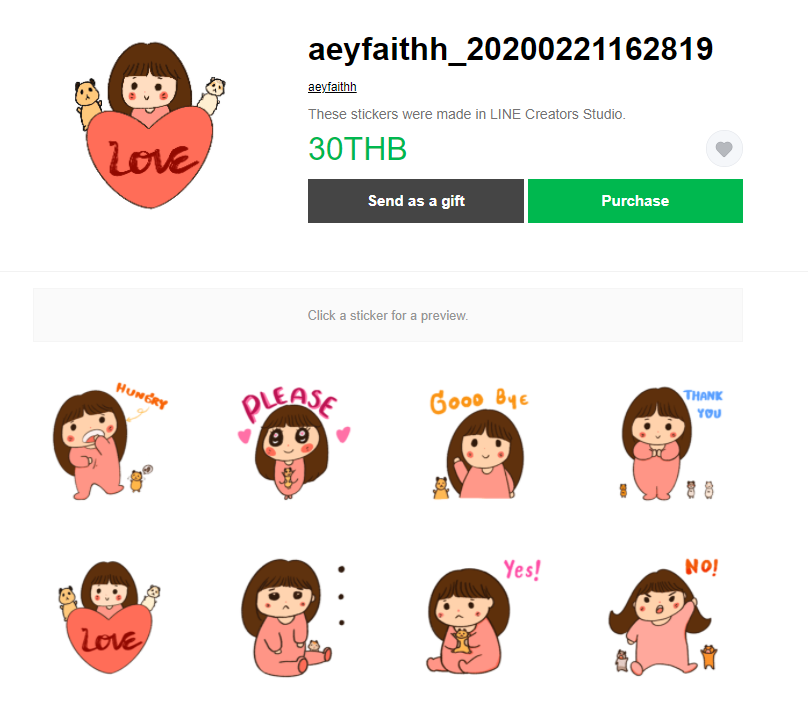 aeyfaithh_20200221162819
aeyfaithh
These stickers were made in LINE Creators Studio.
30THB
Send as a gift
Purchase
LOVE
Click a sticker for a preview.
HUNGRY
PLEASE
Gooo Bye
THANK
YOU
LOVE
Yes!
NO!